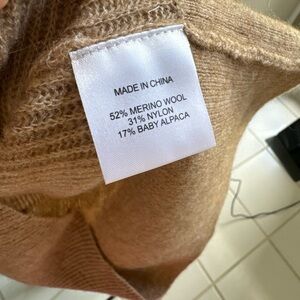 MADE IN CHINA
52% MERINO WOOL
31% NYLON
17% BABY ALPACA